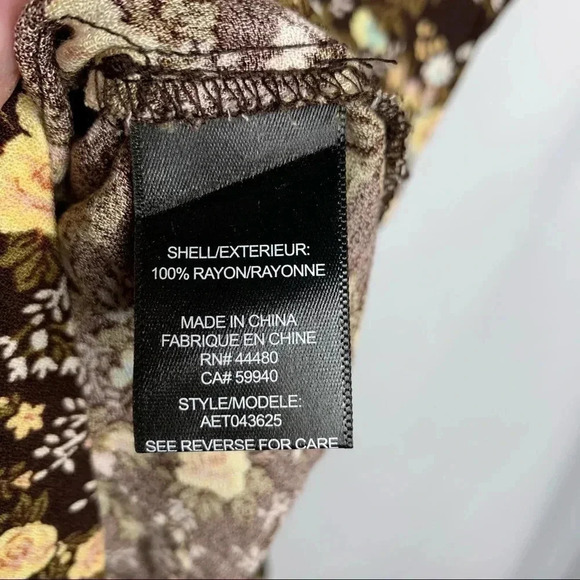 SHELL/EXTERIEUR:
100% RAYON/RAYONNE
MADE IN CHINA
FABRIQUE EN CHINE
RN# 44480
CA# 59940
STYLE/MODELE:
AET043625
SEE REVERSE FOR CARE